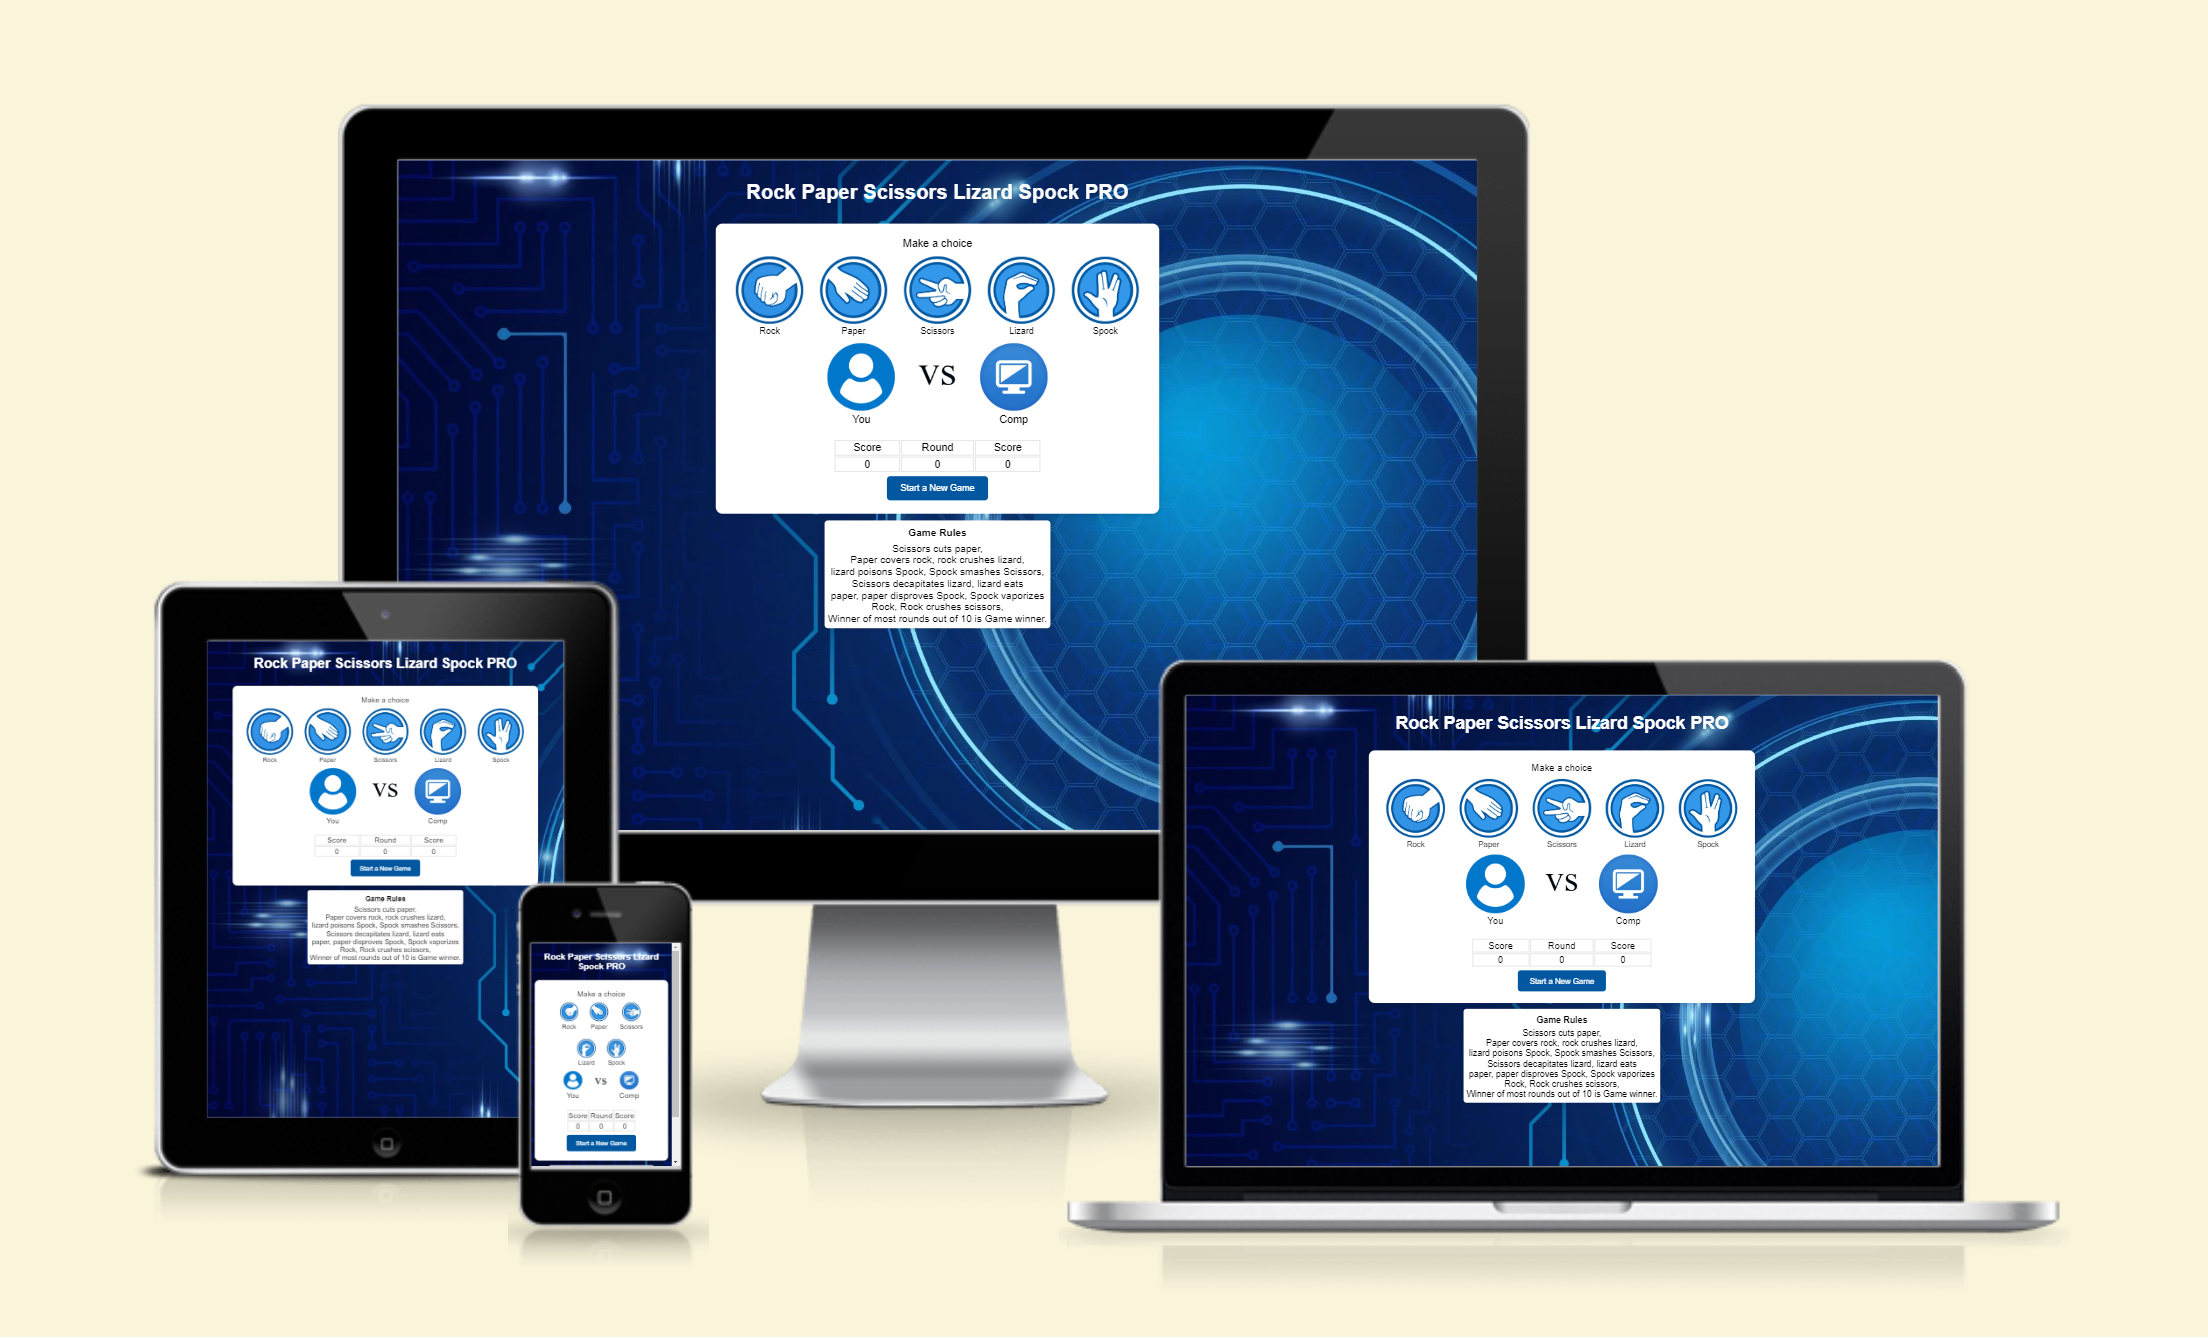 Rock Paper Scissors Lizard Spock PRO
Make a choice
Rock Paper Scissors Lizard Spock
VS
You Comp
Score Round Score
0 0 0
Start a New Game
Game Rules
Scissors cuts paper,
Paper covers rock, rock crushes lizard,
lizard poisons Spock, Spock smashes Scissors,
Scissors decapitates lizard, lizard eats
paper, paper disproves Spock, Spock vaporizes
Rock, Rock crushes scissors,
Winner of most rounds out of 10 is Game winner.
Rock Paper Scissors Lizard Spock PRO
Make a choice
Rock Paper Scissors Lizard Spock
VS
You Comp
Score Round Score
0 0 0
Start a New Game
Game Rules
Scissors cuts paper,
Paper covers rock, rock crushes lizard,
lizard poisons Spock, Spock smashes Scissors,
Scissors decapitates lizard, lizard eats
paper, paper disproves Spock, Spock vaporizes
Rock, Rock crushes scissors,
Winner of most rounds out of 10 is Game winner.
Rock Paper Scissors Lizard
Spock PRO
Make a choice
Rock Paper Scissors
Lizard Spock
VS
You Comp
Score Round Score
0 0 0
Start a New Game
Rock Paper Scissors Lizard Spock PRO
Make a choice
Rock Paper Scissors Lizard Spock
VS
You Comp
Score Round Score
0 0 0
Start a New Game
Game Rules
Scissors cuts paper,
Paper covers rock, rock crushes lizard,
lizard poisons Spock, Spock smashes Scissors,
Scissors decapitates lizard, lizard eats
paper, paper disproves Spock, Spock vaporizes
Rock, Rock crushes scissors,
Winner of most rounds out of 10 is Game winner.